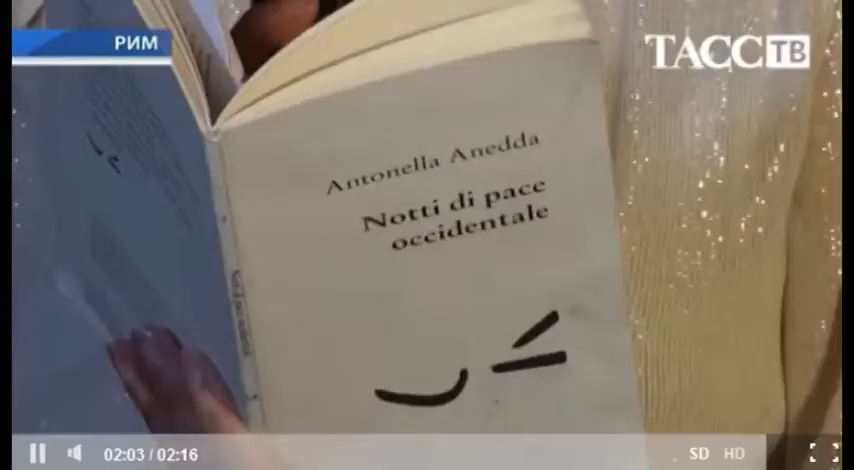 РИМ
ТАСС ТВ
Antonella Anedda
Notti di pace
occidentale
02:03 / 02:16
SD HD